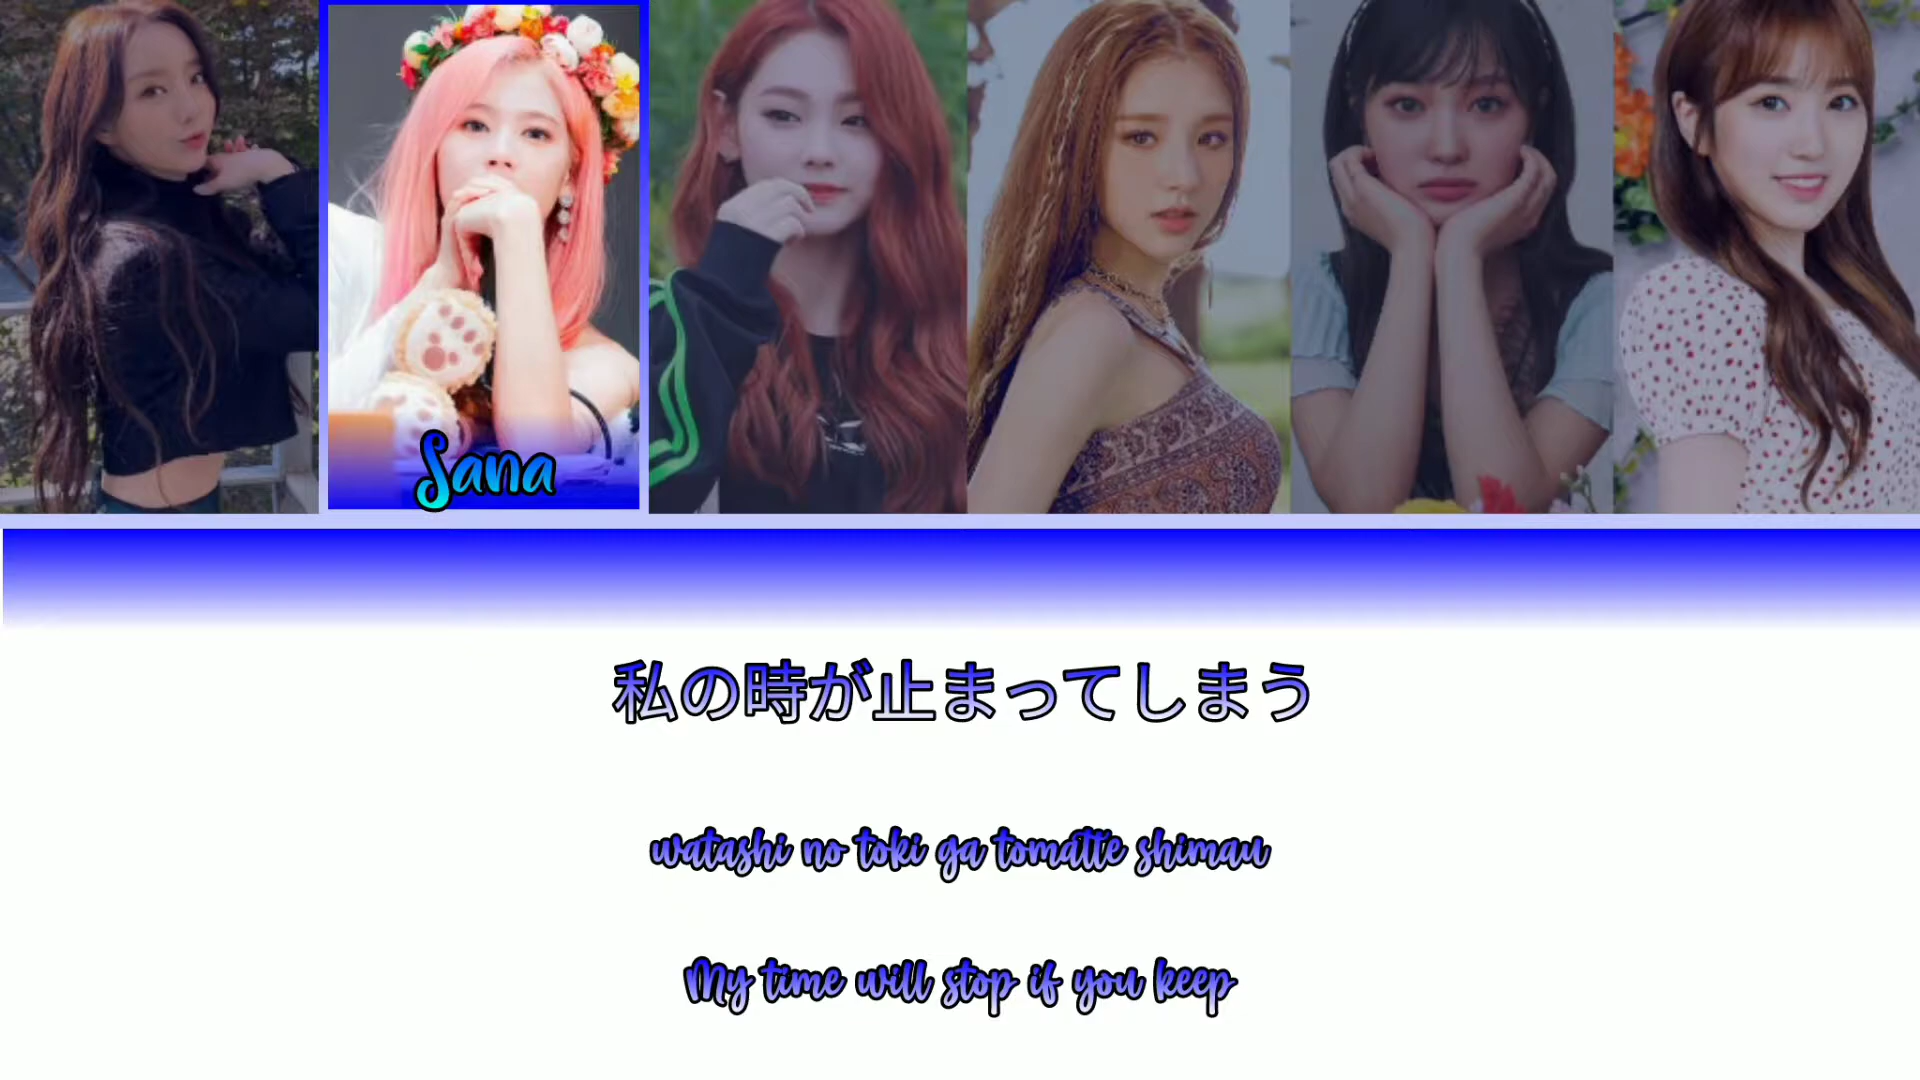 Sana
私の時が止まってしまう
watashi no toki ga tomatte shimau
My time will stop if you keep